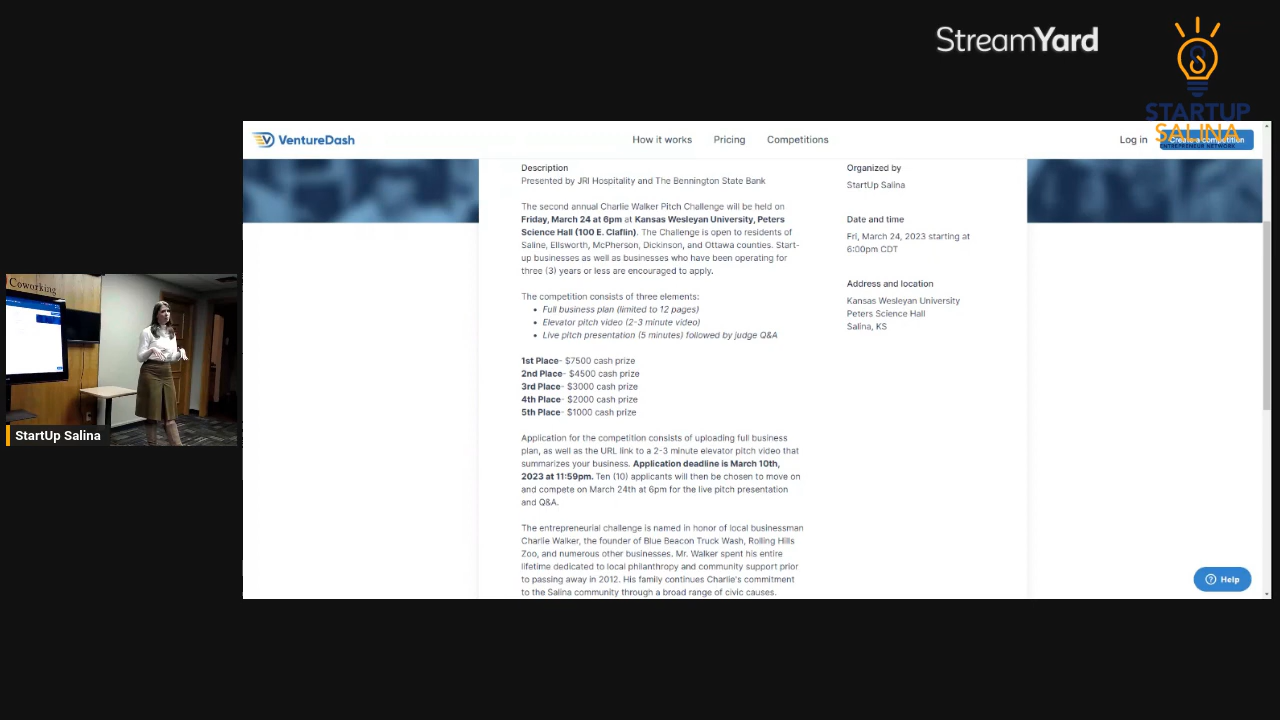 StreamYard
STARTUP
SALINA
ENTREPRENEUR NETWORK
VentureDash
How it works
Pricing
Competitions
Log in
Description
Presented by JRI Hospitality and The Bennington State Bank
The second annual Charlie Walker Pitch Challenge will be held on
Friday, March 24 at 6pm at Kansas Wesleyan University, Peters
Science Hall (100 E. Claflin). The Challenge is open to residents of
Saline, Ellsworth, McPherson, Dickinson, and Ottawa counties. Start-
up businesses as well as businesses who have been operating for
three (3) years or less are encouraged to apply.
The competition consists of three elements:
• Full business plan (limited to 12 pages)
• Elevator pitch video (2-3 minute video)
• Live pitch presentation (5 minutes) followed by judge Q&A
1st Place- $7500 cash prize
2nd Place- $4500 cash prize
3rd Place- $3000 cash prize
4th Place- $2000 cash prize
5th Place- $1000 cash prize
Application for the competition consists of uploading full business
plan, as well as the URL link to a 2-3 minute elevator pitch video that
summarizes your business. Application deadline is March 10th,
2023 at 11:59pm. Ten (10) applicants will then be chosen to move on
and compete on March 24th at 6pm for the live pitch presentation
and Q&A.
The entrepreneurial challenge is named in honor of local businessman
Charlie Walker, the founder of Blue Beacon Truck Wash, Rolling Hills
Zoo, and numerous other businesses. Mr. Walker spent his entire
lifetime dedicated to local philanthropy and community support prior
to passing away in 2012. His family continues Charlie's commitment
to the Salina community through a broad range of civic causes.
Organized by
StartUp Salina
Date and time
Fri, March 24, 2023 starting at
6:00pm CDT
Address and location
Kansas Wesleyan University
Peters Science Hall
Salina, KS
Help
Coworking
StartUp Salina